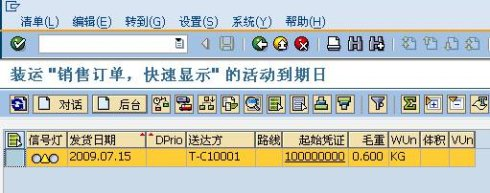 清单(L) 编辑(E) 转到(G) 设置(S) 系统(Y) 帮助(H)
装运 "销售订单，快速显示" 的活动到期日
对话 后台
信号灯 发货日期 DPrio 送达方 路线 起始凭证 毛重 WUn 体积 VUn
2009.07.15 T-C10001 100000000 0.600 KG